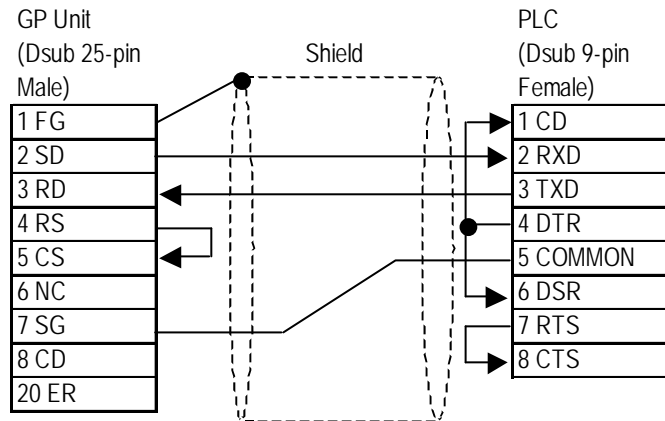 GP Unit
(Dsub 25-pin
Male)
Shield
PLC
(Dsub 9-pin
Female)
1 FG
2 SD
3 RD
4 RS
5 CS
6 NC
7 SG
8 CD
20 ER
1 CD
2 RXD
3 TXD
4 DTR
5 COMMON
6 DSR
7 RTS
8 CTS